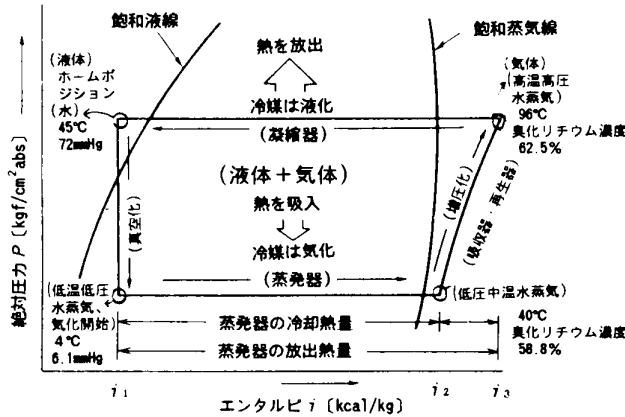 飽和液線
飽和蒸気線
熱を放出
(液体)
ホームポ
ジション
(水)
45℃
72mmHg
冷媒は液化
(凝縮器)
(気体)
(高温高圧
水蒸気)
96℃
臭化リチウム濃度
62.5%
(液体+気体)
熱を吸入
冷媒は気化
(蒸発器)
(真空化)
(増圧化)
(吸収器・再生器)
(低温低圧
水蒸気、
気化開始)
4℃
6.1mmHg
(低圧中温水蒸気)
40℃
臭化リチウム濃度
58.8%
蒸発器の冷却熱量
蒸発器の放出熱量
絶対圧力 P [kgf/cm²abs]
i₁
i₂
i₃
エンタルピ i [kcal/kg]